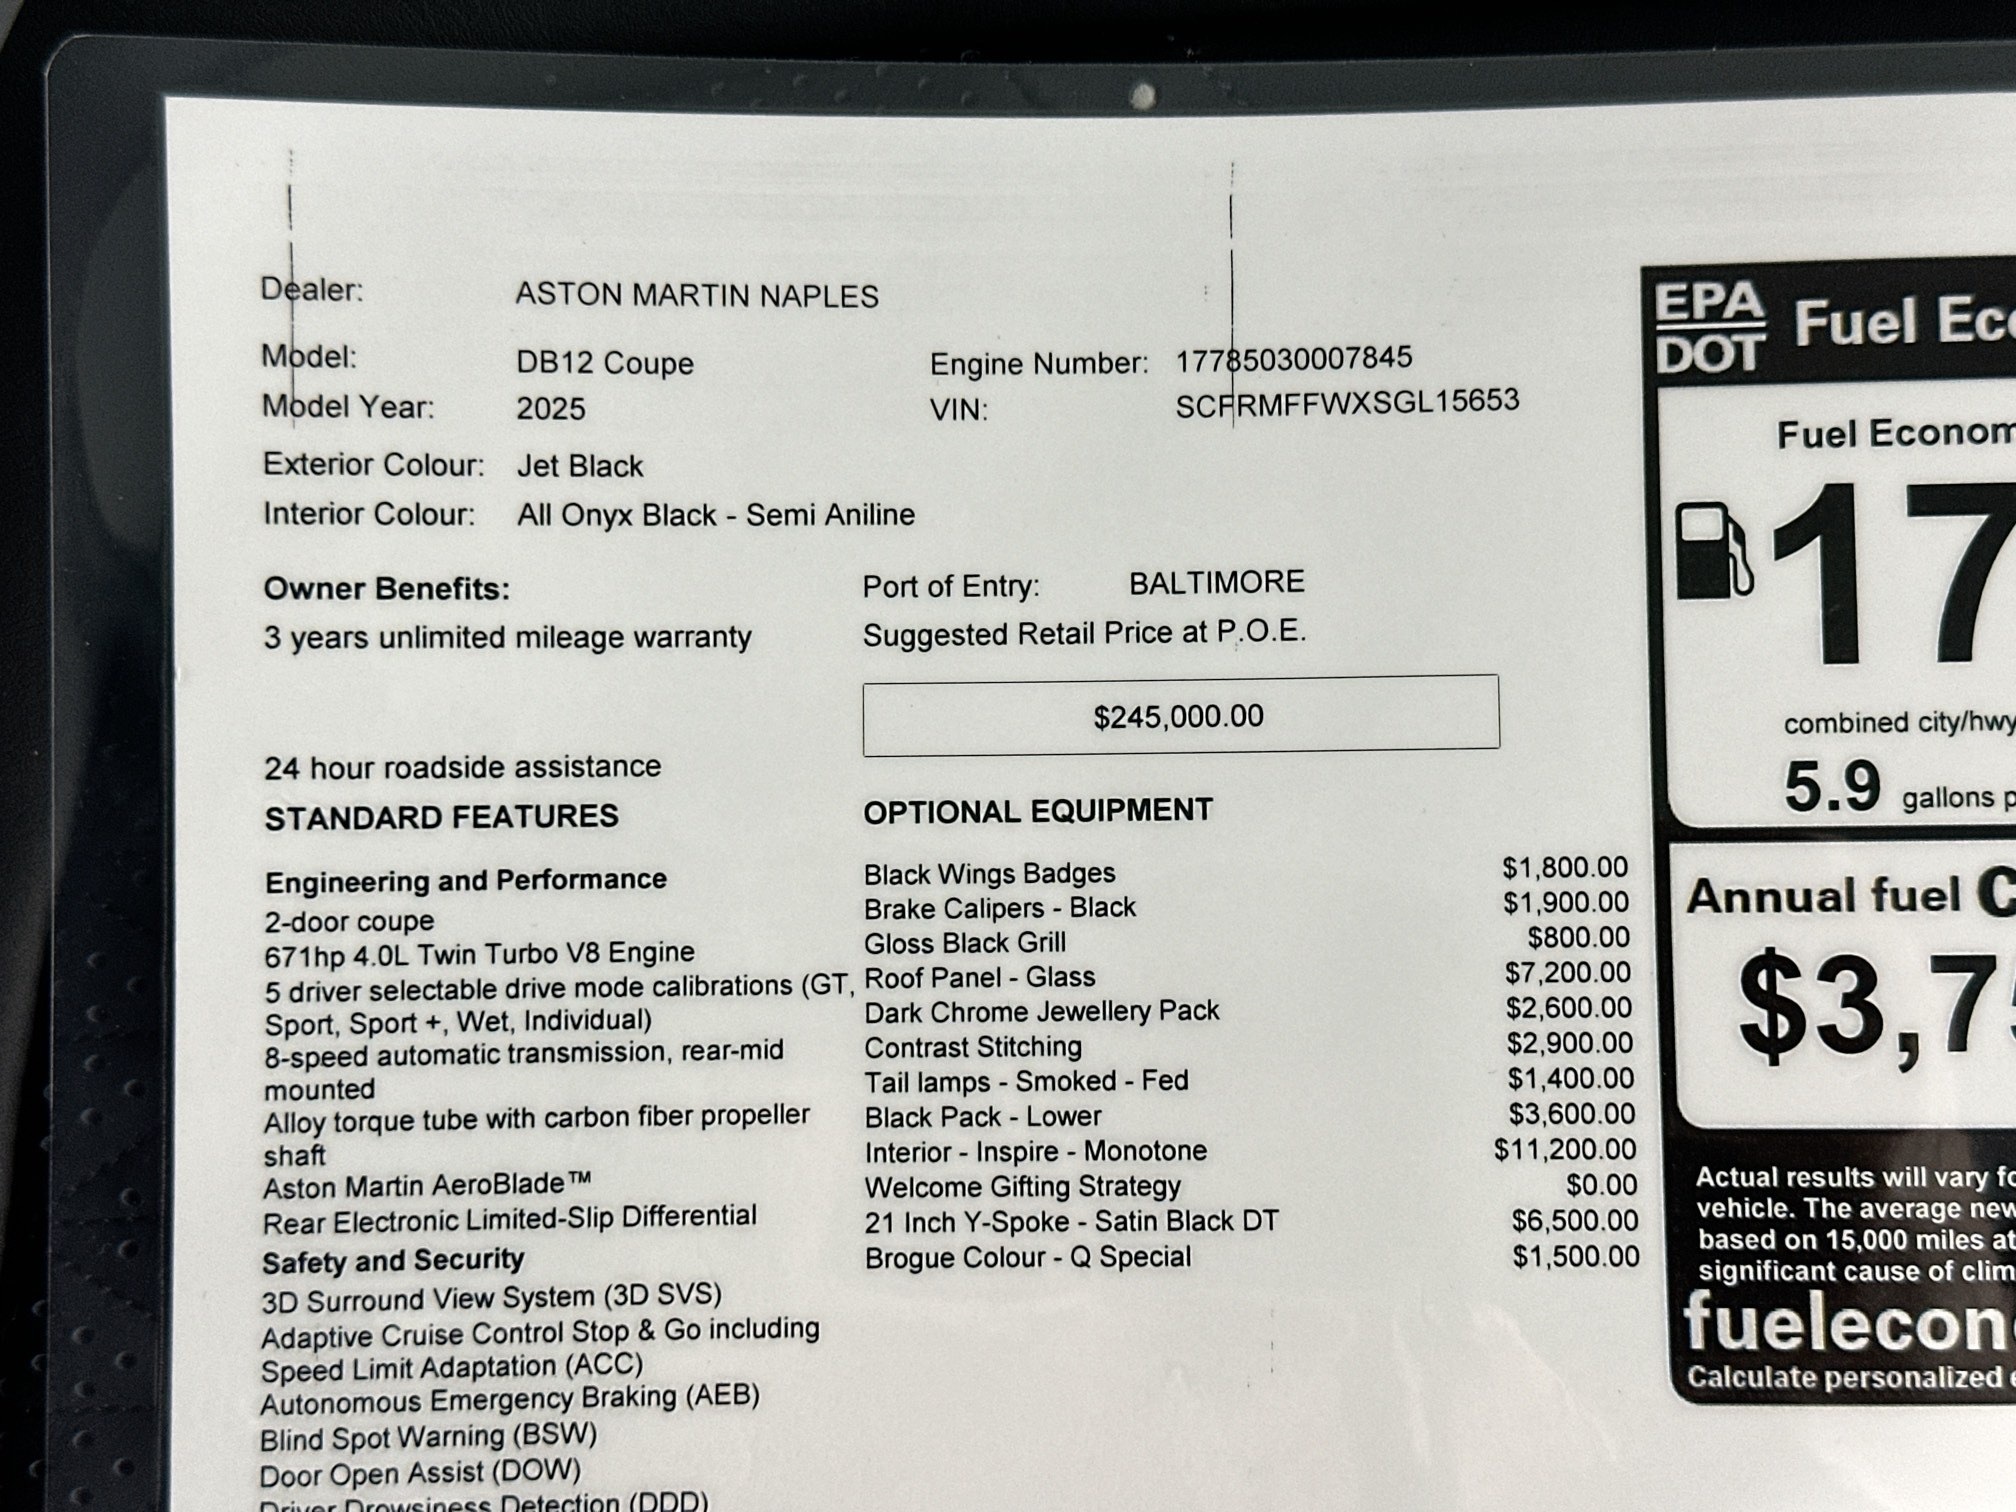 Dealer: ASTON MARTIN NAPLES
Model: DB12 Coupe Engine Number: 17785030007845
Model Year: 2025 VIN: SCFRMFFWXSGL15653
Exterior Colour: Jet Black
Interior Colour: All Onyx Black - Semi Aniline
Owner Benefits:
3 years unlimited mileage warranty
24 hour roadside assistance
Port of Entry: BALTIMORE
Suggested Retail Price at P.O.E.
$245,000.00
STANDARD FEATURES
Engineering and Performance
2-door coupe
671hp 4.0L Twin Turbo V8 Engine
5 driver selectable drive mode calibrations (GT,
Sport, Sport +, Wet, Individual)
8-speed automatic transmission, rear-mid
mounted
Alloy torque tube with carbon fiber propeller
shaft
Aston Martin AeroBlade™
Rear Electronic Limited-Slip Differential
Safety and Security
3D Surround View System (3D SVS)
Adaptive Cruise Control Stop & Go including
Speed Limit Adaptation (ACC)
Autonomous Emergency Braking (AEB)
Blind Spot Warning (BSW)
Door Open Assist (DOW)
Driver Drowsiness Detection (DDD)
OPTIONAL EQUIPMENT
Black Wings Badges $1,800.00
Brake Calipers - Black $1,900.00
Gloss Black Grill $800.00
Roof Panel - Glass $7,200.00
Dark Chrome Jewellery Pack $2,600.00
Contrast Stitching $2,900.00
Tail lamps - Smoked - Fed $1,400.00
Black Pack - Lower $3,600.00
Interior - Inspire - Monotone $11,200.00
Welcome Gifting Strategy $0.00
21 Inch Y-Spoke - Satin Black DT $6,500.00
Brogue Colour - Q Special $1,500.00
EPA
DOT
Fuel
Fuel
17
combined city/hwy
5.9 gallons
Annual fuel
$3,7
Actual results will vary
vehicle. The average new
based on 15,000 miles at
significant cause of
Calculate personalized